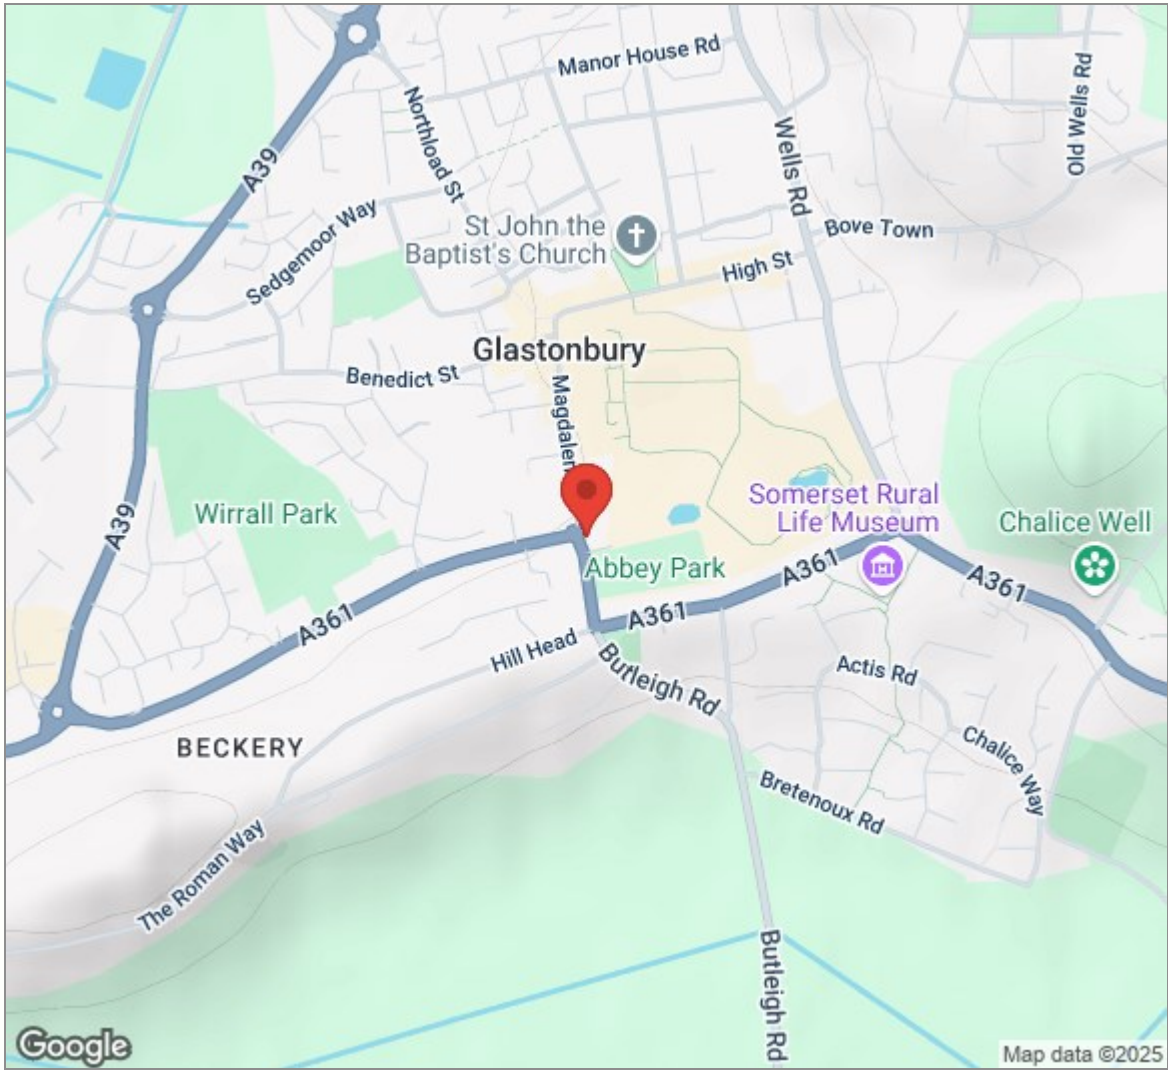 Manor House Rd
Old Wells Rd
Northload St
A39
Wells Rd
Sedgemoor Way
St John the
Baptist's Church
Bove Town
High St
Glastonbury
Benedict St
Magdalen
Somerset Rural
Life Museum
Chalice Well
Wirrall Park
A39
Abbey Park
A361
A361
A361
A361
Hill Head
Butleigh Rd
Actis Rd
BECKERY
Chalice Way
Bretenoux Rd
The Roman Way
Butleigh Rd
Google
Map data ©2025